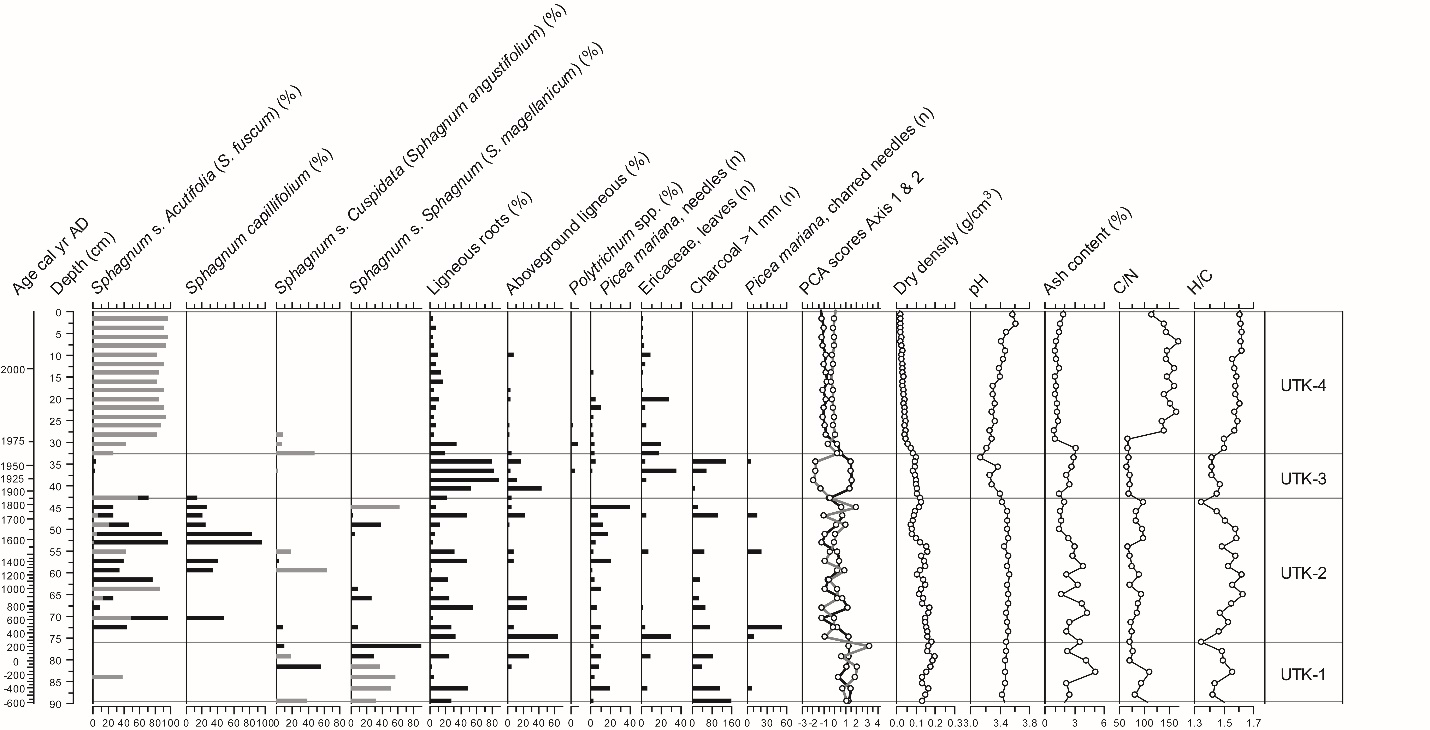 Age cal yr AD
Depth (cm)
Sphagnum s. Acutifolia (S. fuscum) (%)
Sphagnum capillifolium (%)
Sphagnum s. Cuspidata (Sphagnum angustifolium) (%)
Sphagnum s. Sphagnum (S. magellanicum) (%)
Ligneous roots (%)
Aboveground ligneous (%)
Polytrichum spp. (%)
Picea mariana, needles (n)
Ericaceae, leaves (n)
Charcoal >1 mm (n)
Picea mariana, charred needles (n)
PCA scores Axis 1 & 2
Dry density (g/cm³)
pH
Ash content (%)
C/N
H/C
0
5
10
2000
15
UTK-4
20
25
1975 30
1950 35
1925
UTK-3
1900 40
1800 45
1700
50
1600
55
1400
1200 60
UTK-2
1000
65
800
600 70
400
75
200
0 80
-200
UTK-1
-400 85
-600 90
0 20 40 60 80 100 0 20 40 60 80 100 0 20 40 60 80 0 20 40 60 80 0 20 40 60 80 0 20 40 60 0 0 20 40 0 20 40 0 80 160 0 30 60 -3 -2 -1 0 1 2 3 4 0.0 0.1 0.2 0.3 3.0 3.4 3.8 0 3 6 50 100 150 1.3 1.5 1.7